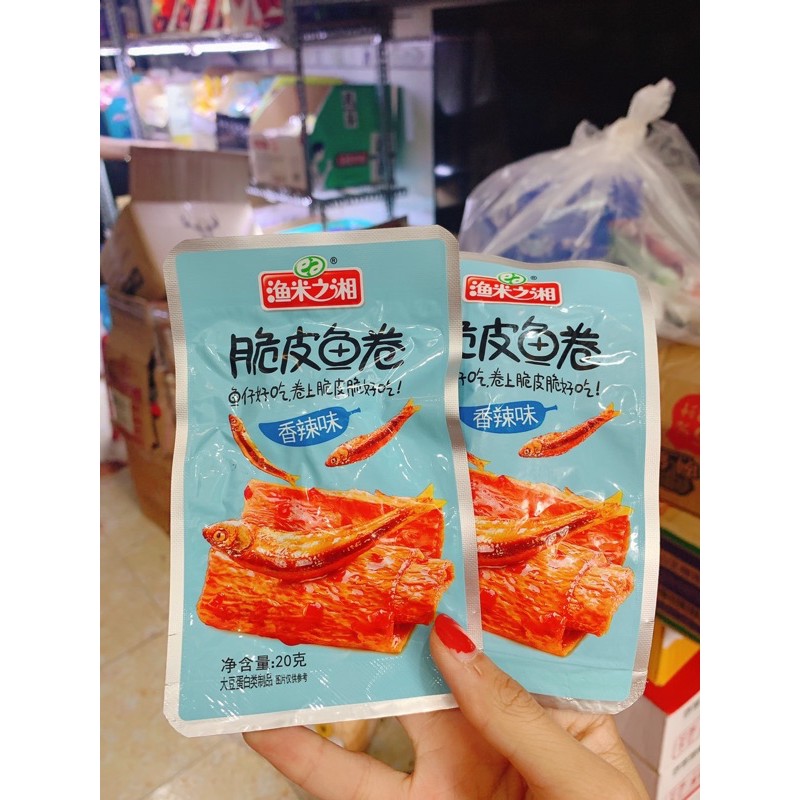 渔米之湘®
脆皮鱼卷
鱼仔好吃,卷上脆皮脆好吃!
香辣味
净含量:20克
大豆蛋白类制品 图片仅供参考
渔米之湘®
皮鱼卷
仔好吃,卷上脆皮脆好吃!
香辣味